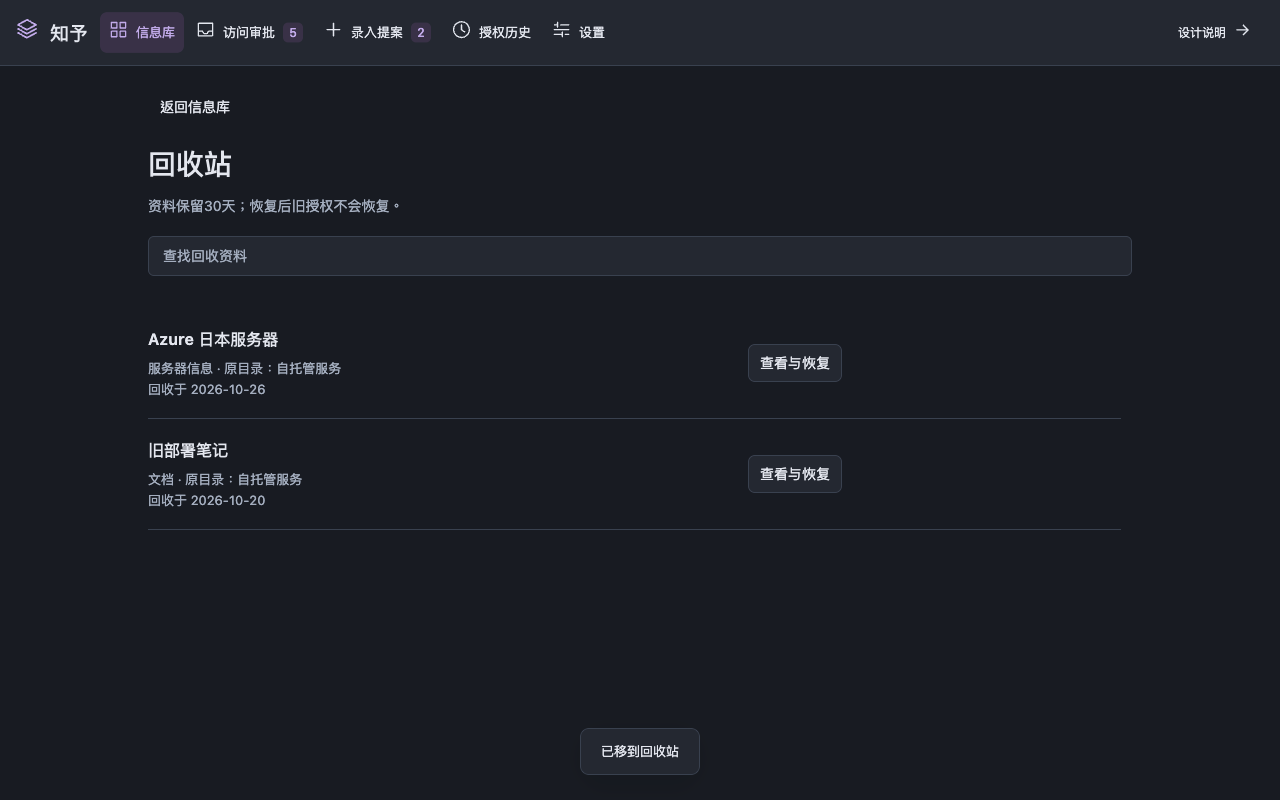 知予
信息库
访问审批 5
录入提案 2
授权历史
设置
设计说明
返回信息库
回收站
资料保留30天；恢复后旧授权不会恢复。
查找回收资料
Azure 日本服务器
服务器信息 · 原目录：自托管服务
回收于 2026-10-26
查看与恢复
旧部署笔记
文档 · 原目录：自托管服务
回收于 2026-10-20
查看与恢复
已移到回收站